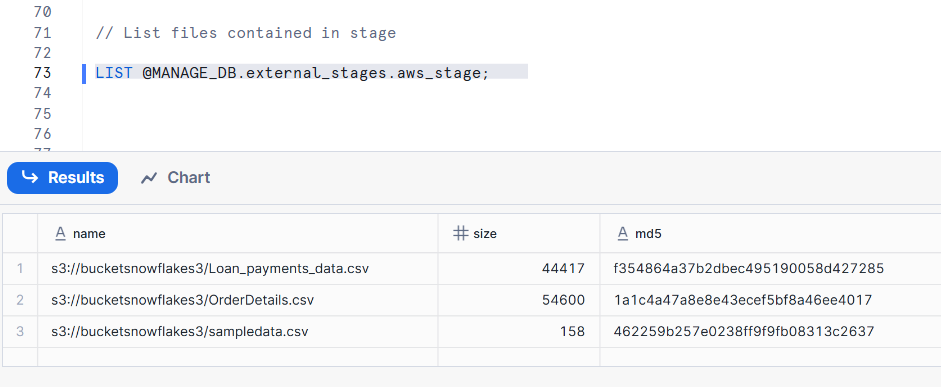 70
71 // List files contained in stage
72
73 LIST @MANAGE_DB.external_stages.aws_stage;
74
75
76
Results Chart
name size md5
1 s3://bucketsnowflakes3/Loan_payments_data.csv 44417 f354864a37b2dbec495190058d427285
2 s3://bucketsnowflakes3/OrderDetails.csv 54600 1a1c4a47a8e8e43ecef5bf8a46ee4017
3 s3://bucketsnowflakes3/sampledata.csv 158 462259b257e0238ff9f9fb08313c2637